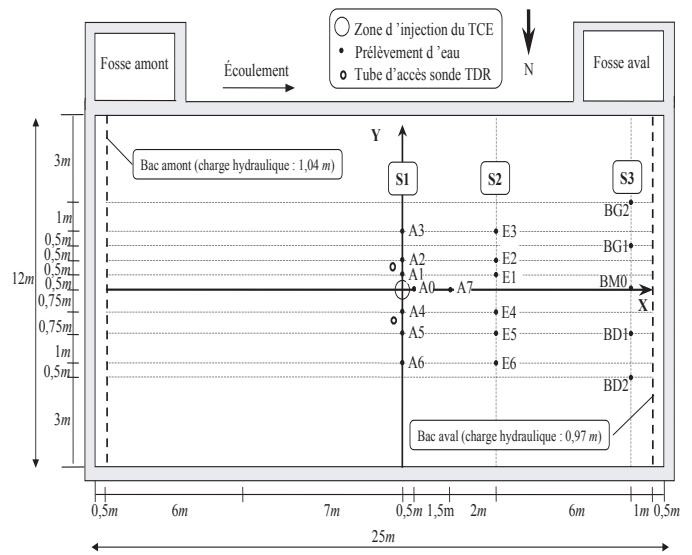 Fosse amont
Écoulement
Zone d 'injection du TCE
Prélèvement d 'eau
Tube d'accès sonde TDR
N
Fosse aval
Y
Bac amont (charge hydraulique : 1,04 m)
S1
S2
S3
3m
1m
0,5m
0,5m
0,5m
0,5m
0,75m
0,75m
1m
0,5m
3m
12m
BG2
A3
E3
BG1
A2
E2
A1
E1
A0
A7
BM0
X
A4
E4
A5
E5
BD1
A6
E6
BD2
Bac aval (charge hydraulique : 0,97 m)
0,5m
6m
7m
0,5m
1,5m
2m
6m
1m
0,5m
25m